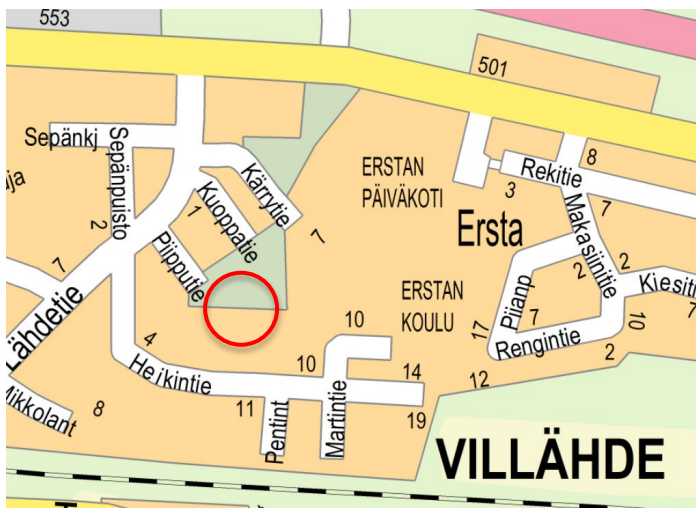 553
501
Sepänkj
Sepänpuisto
2
Kärrytie
Kuoppatie
1
Piipputie
7
7
Lähdetie
ERSTAN
PÄIVÄKOTI
Ersta
ERSTAN
KOULU
Rekitie
3
8
7
Makasiinitie
2
2
Kiesitt
7
Piianp
17
7
Rengintie
10
2
12
4
Heikintie
10
10
14
11
19
Pentint
Martintie
Mikkolant
8
VILLÄHDE